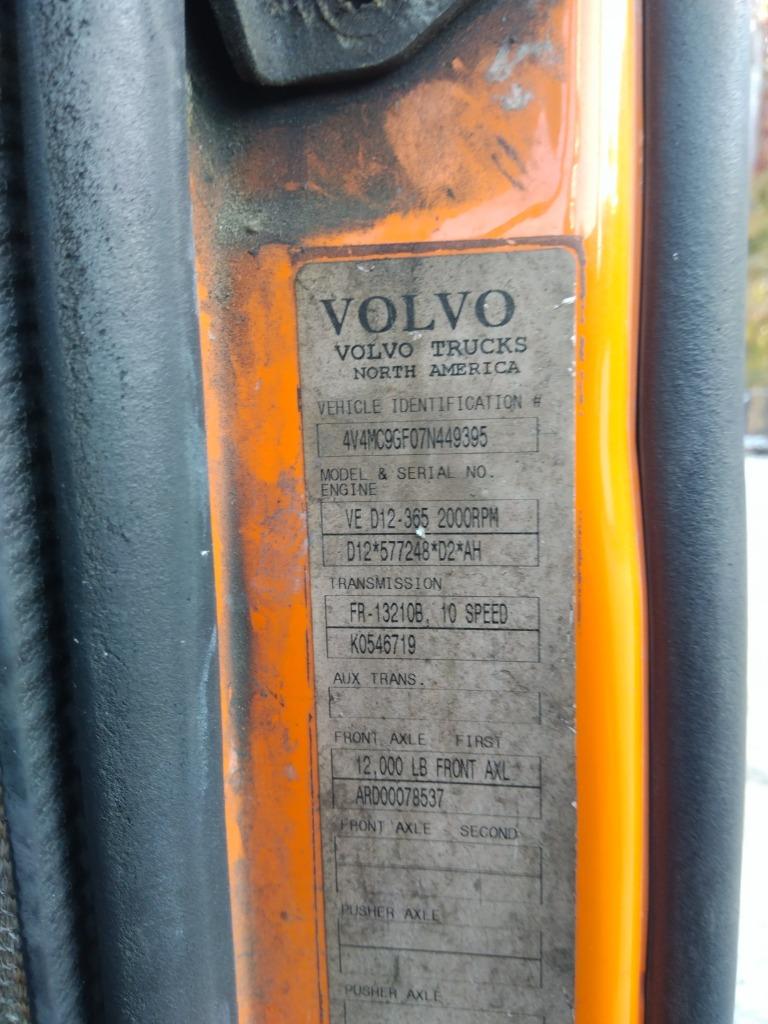 VOLVO
VOLVO TRUCKS
NORTH AMERICA
VEHICLE IDENTIFICATION #
4V4MC9GF07N449395
MODEL & SERIAL NO.
ENGINE
VE D12-365 2000RPM
D12*577248*D2*AH
TRANSMISSION
FR-13210B, 10 SPEED
K0546719
AUX TRANS.
FRONT AXLE FIRST
12,000 LB FRONT AXL
ARD00078537
FRONT AXLE SECOND
PUSHER AXLE
PUSHER AXLE